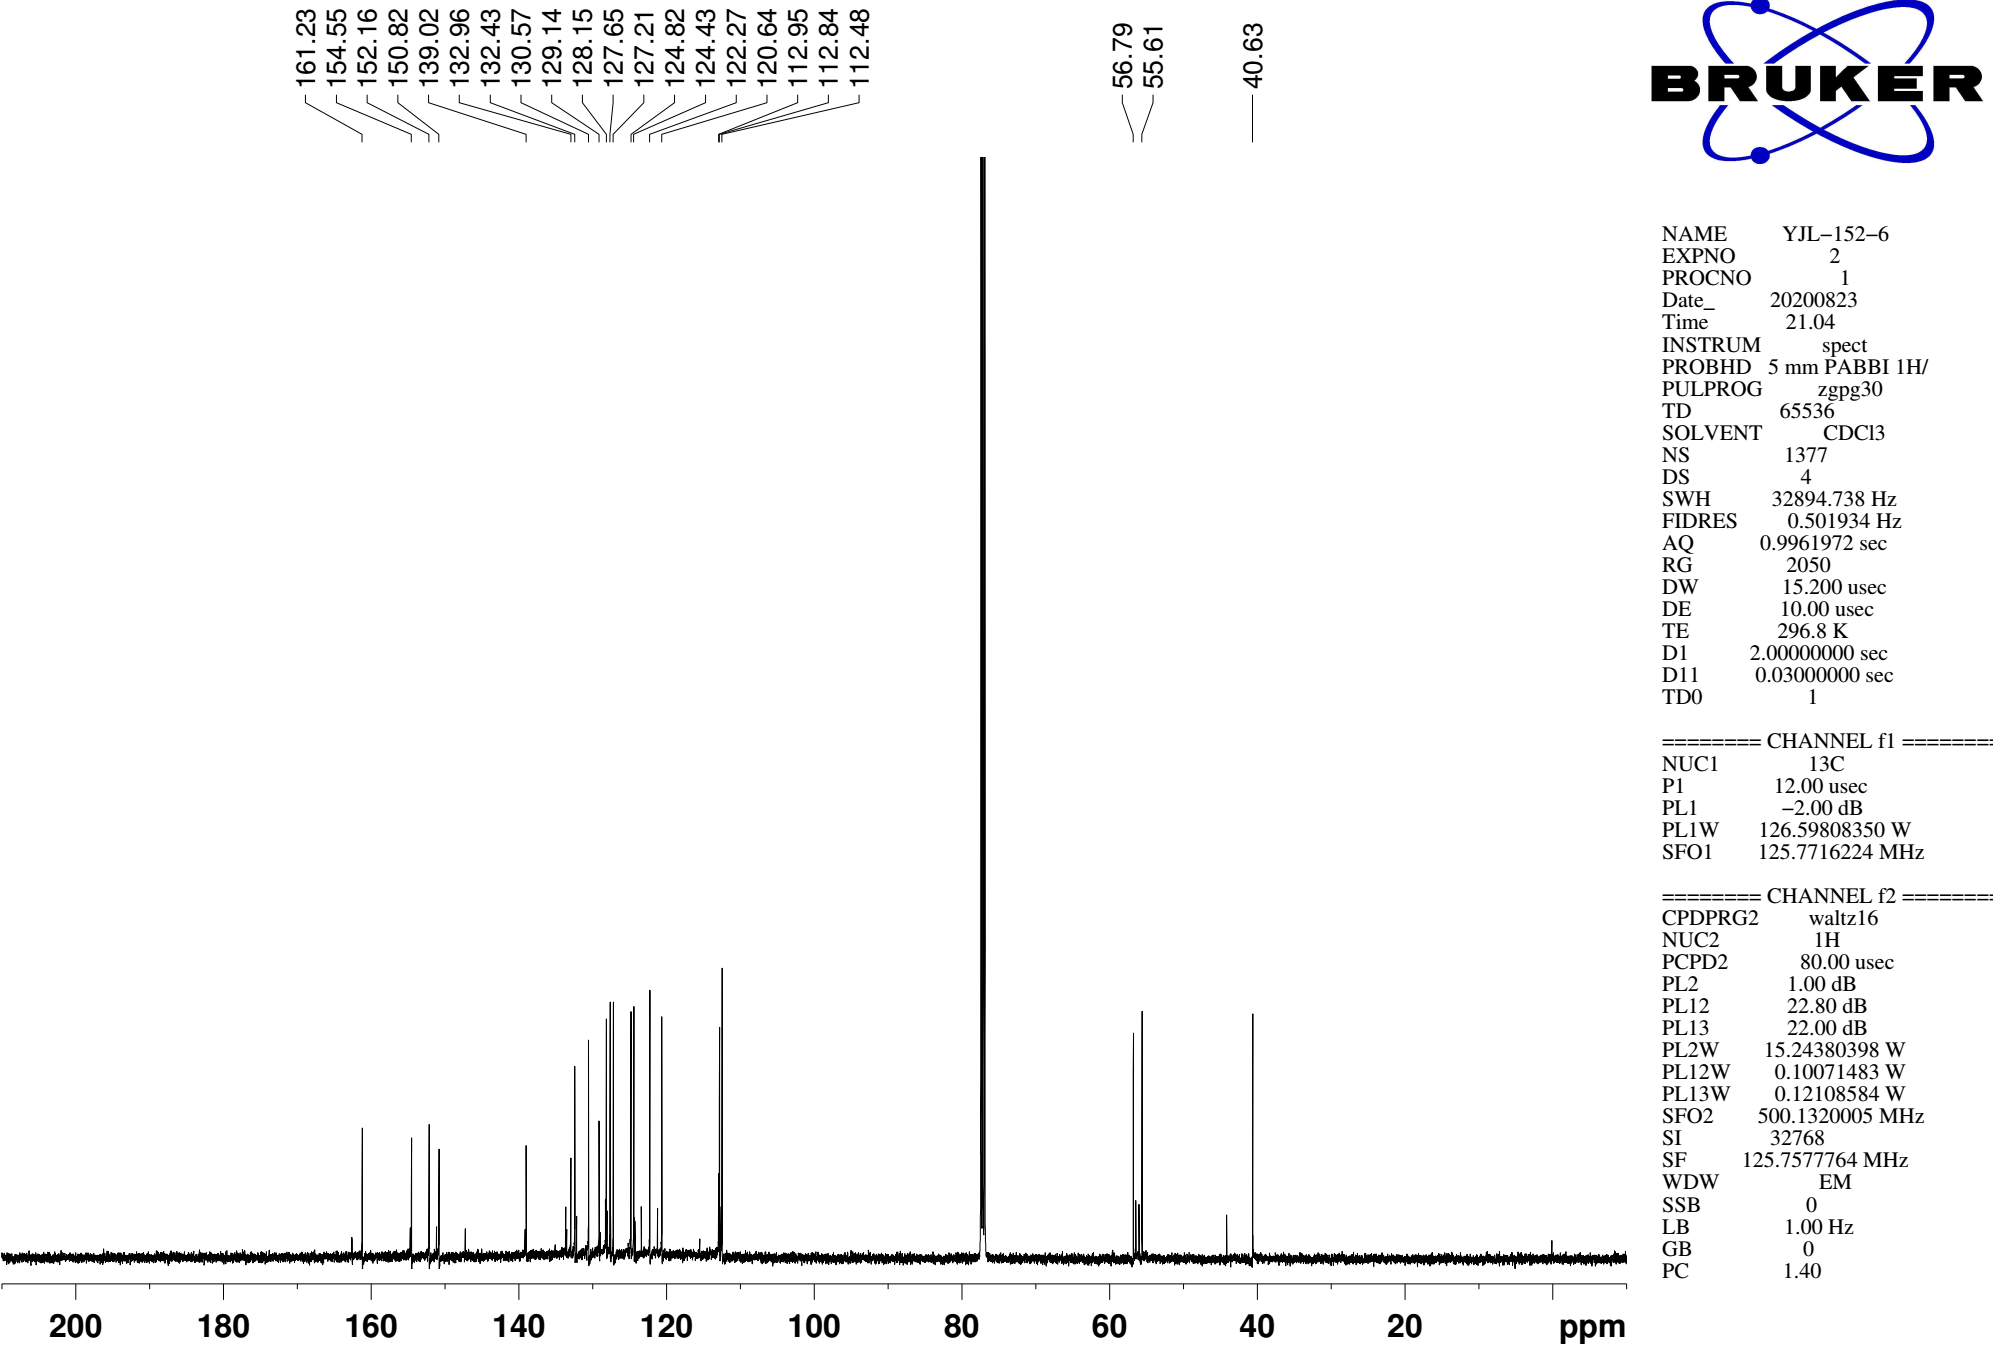 161.23
154.55
152.16
150.82
139.02
132.96
132.43
130.57
129.14
128.15
127.65
127.21
124.82
124.43
122.27
120.64
112.95
112.84
112.48
56.79
55.61
40.63
BRUKER
NAME YJL−152−6
EXPNO 2
PROCNO 1
Date_ 20200823
Time 21.04
INSTRUM spect
PROBHD 5 mm PABBI 1H/
PULPROG zgpg30
TD 65536
SOLVENT CDCl3
NS 1377
DS 4
SWH 32894.738 Hz
FIDRES 0.501934 Hz
AQ 0.9961972 sec
RG 2050
DW 15.200 usec
DE 10.00 usec
TE 296.8 K
D1 2.00000000 sec
D11 0.03000000 sec
TD0 1
======== CHANNEL f1 ========
NUC1 13C
P1 12.00 usec
PL1 −2.00 dB
PL1W 126.59808350 W
SFO1 125.7716224 MHz
======== CHANNEL f2 ========
CPDPRG2 waltz16
NUC2 1H
PCPD2 80.00 usec
PL2 1.00 dB
PL12 22.80 dB
PL13 22.00 dB
PL2W 15.24380398 W
PL12W 0.10071483 W
PL13W 0.12108584 W
SFO2 500.1320005 MHz
SI 32768
SF 125.7577764 MHz
WDW EM
SSB 0
LB 1.00 Hz
GB 0
PC 1.40
200 180 160 140 120 100 80 60 40 20 ppm